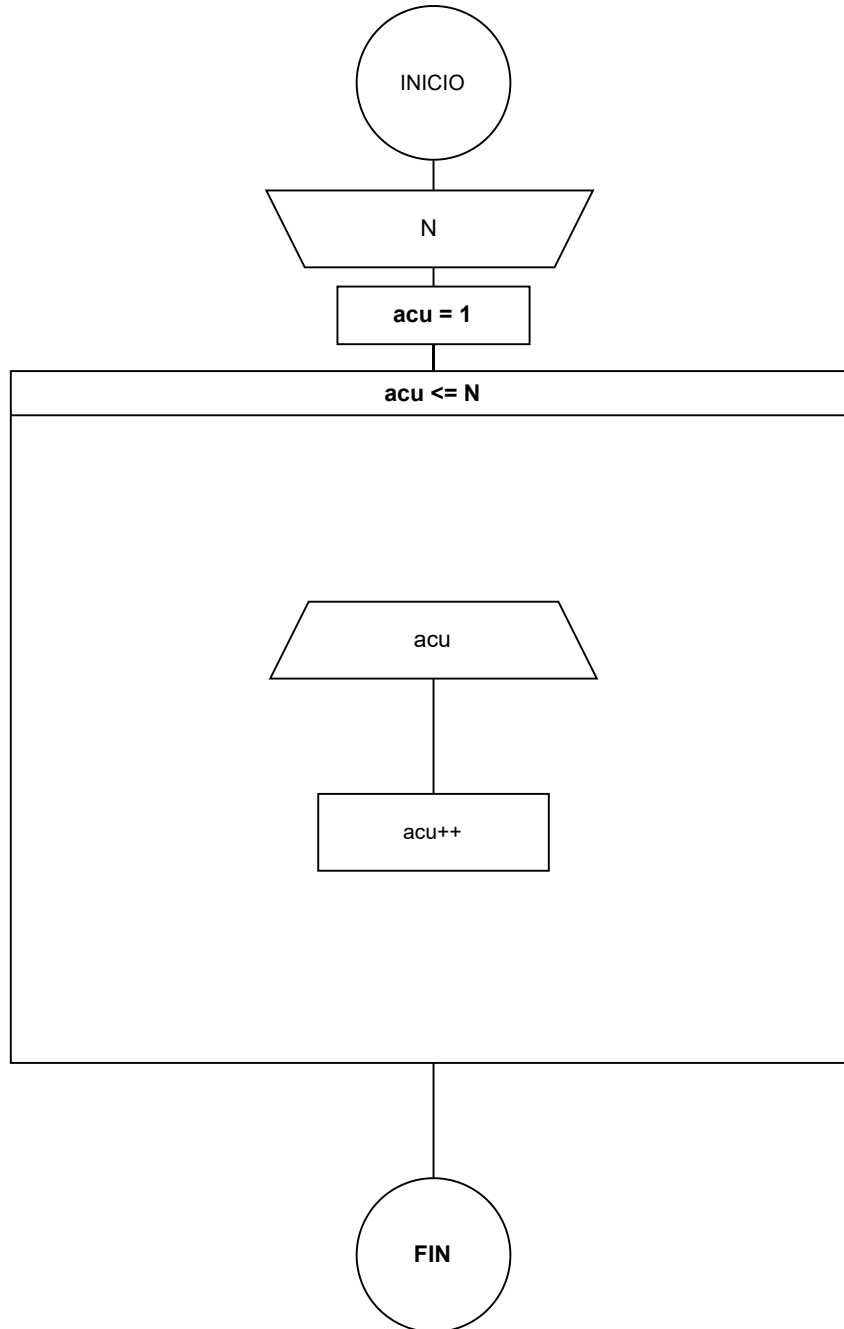 INICIO
N
acu = 1
acu <= N
acu
acu++
FIN